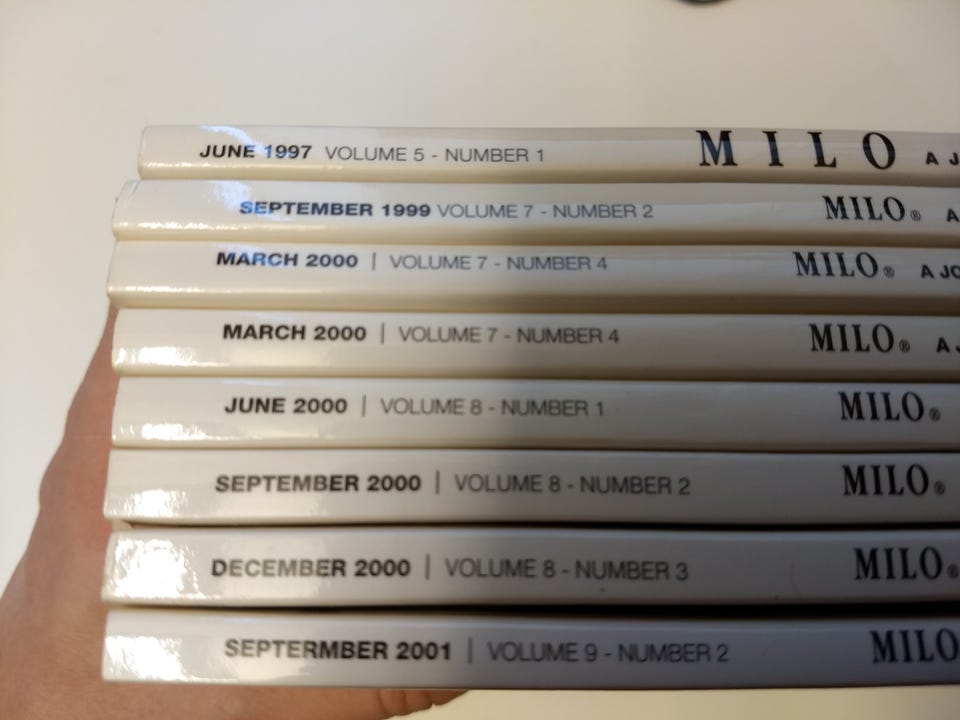 JUNE 1997 VOLUME 5 - NUMBER 1 MILO A J
SEPTEMBER 1999 VOLUME 7 - NUMBER 2 MILO® A
MARCH 2000 | VOLUME 7 - NUMBER 4 MILO® A JO
MARCH 2000 | VOLUME 7 - NUMBER 4 MILO® A J
JUNE 2000 | VOLUME 8 - NUMBER 1 MILO®
SEPTEMBER 2000 | VOLUME 8 - NUMBER 2 MILO®
DECEMBER 2000 | VOLUME 8 - NUMBER 3 MILO®
SEPTERMBER 2001 | VOLUME 9 - NUMBER 2 MILO